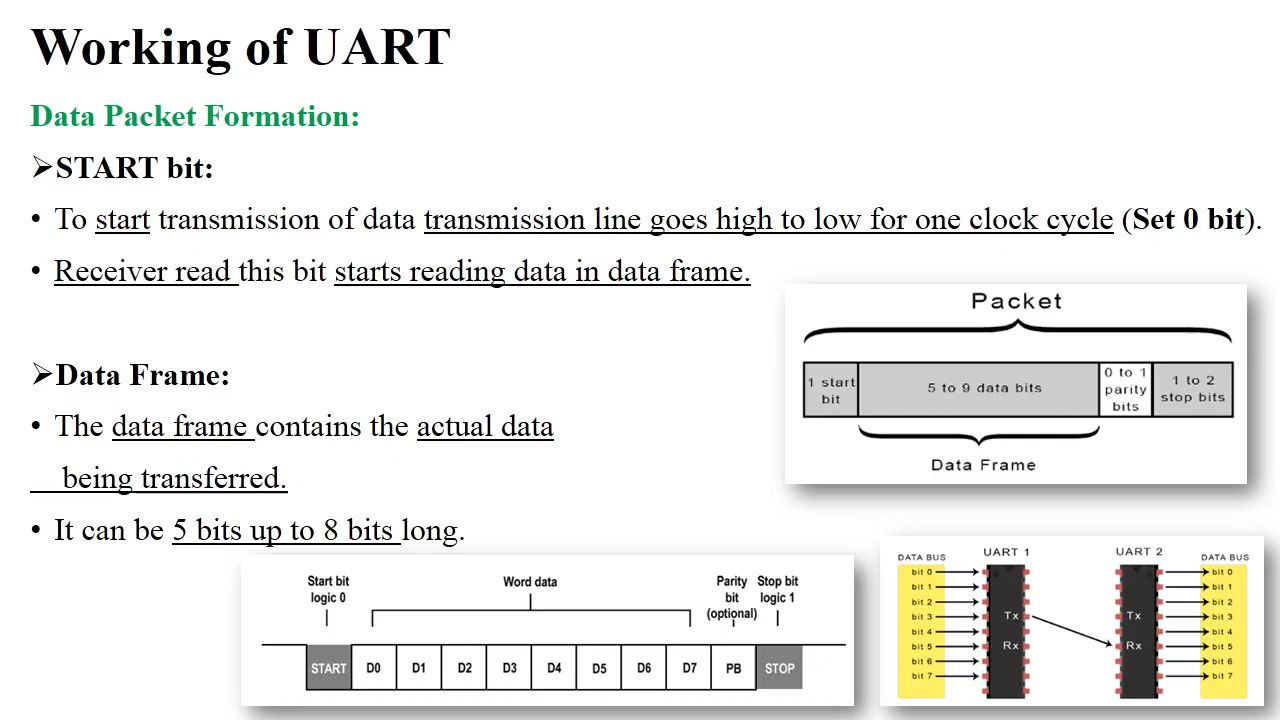 Working of UART
Data Packet Formation:
➢START bit:
• To start transmission of data transmission line goes high to low for one clock cycle (Set 0 bit).
• Receiver read this bit starts reading data in data frame.
➢Data Frame:
• The data frame contains the actual data
being transferred.
• It can be 5 bits up to 8 bits long.
Packet
1 start
bit
5 to 9 data bits
0 to 1
parity
bits
1 to 2
stop bits
Data Frame
Start bit
logic 0
Word data
Parity
bit
(optional)
Stop bit
logic 1
START D0 D1 D2 D3 D4 D5 D6 D7 PB STOP
UART 1
UART 2
DATA BUS
bit 0
bit 1
bit 2
bit 3
bit 4
bit 5
bit 6
bit 7
Tx
Rx
Tx
Rx
DATA BUS
bit 0
bit 1
bit 2
bit 3
bit 4
bit 5
bit 6
bit 7